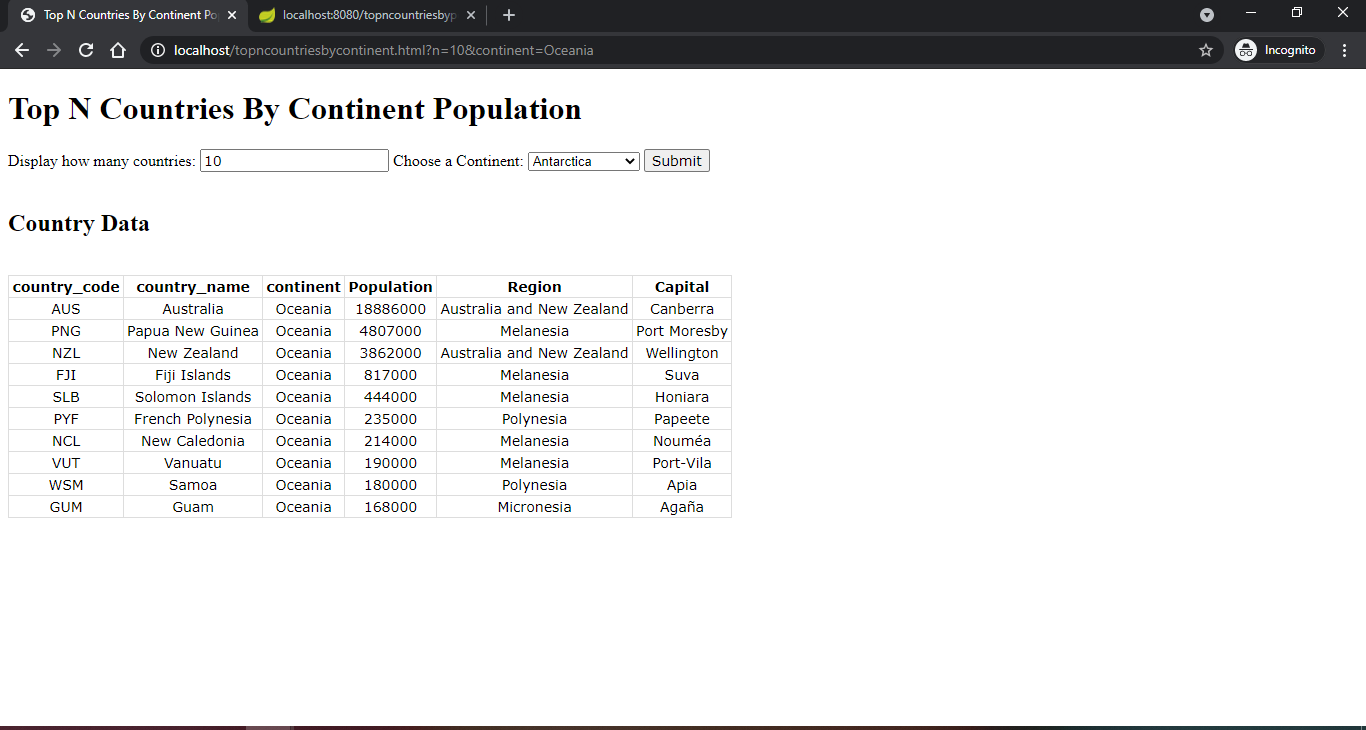 Top N Countries By Continent Po
localhost:8080/topncountriesbyp
localhost/topncountriesbycontinent.html?n=10&continent=Oceania
Incognito
Top N Countries By Continent Population
Display how many countries: 10 Choose a Continent: Antarctica Submit
Country Data
country_code country_name continent Population Region Capital
AUS Australia Oceania 18886000 Australia and New Zealand Canberra
PNG Papua New Guinea Oceania 4807000 Melanesia Port Moresby
NZL New Zealand Oceania 3862000 Australia and New Zealand Wellington
FJI Fiji Islands Oceania 817000 Melanesia Suva
SLB Solomon Islands Oceania 444000 Melanesia Honiara
PYF French Polynesia Oceania 235000 Polynesia Papeete
NCL New Caledonia Oceania 214000 Melanesia Nouméa
VUT Vanuatu Oceania 190000 Melanesia Port-Vila
WSM Samoa Oceania 180000 Polynesia Apia
GUM Guam Oceania 168000 Micronesia Agaña